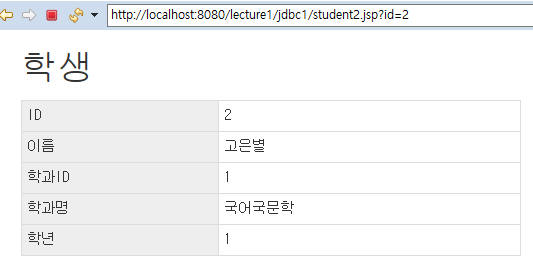 http://localhost:8080/lecture1/jdbc1/student2.jsp?id=2
학생
ID 2
이름 고은별
학과ID 1
학과명 국어국문학
학년 1